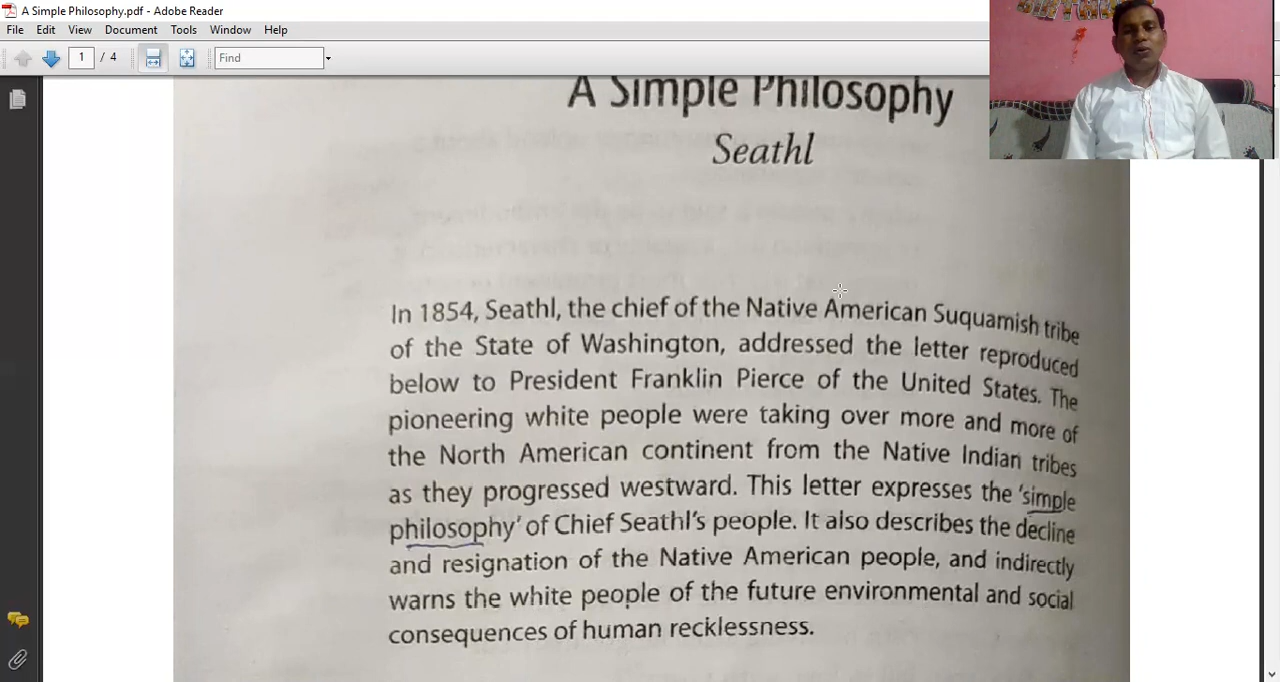 A Simple Philosophy.pdf - Adobe Reader
File Edit View Document Tools Window Help
1 / 4 Find
A Simple Philosophy
Seathl
In 1854, Seathl, the chief of the Native American Suquamish tribe
of the State of Washington, addressed the letter reproduced
below to President Franklin Pierce of the United States. The
pioneering white people were taking over more and more of
the North American continent from the Native Indian tribes
as they progressed westward. This letter expresses the 'simple
philosophy' of Chief Seathl's people. It also describes the decline
and resignation of the Native American people, and indirectly
warns the white people of the future environmental and social
consequences of human recklessness.